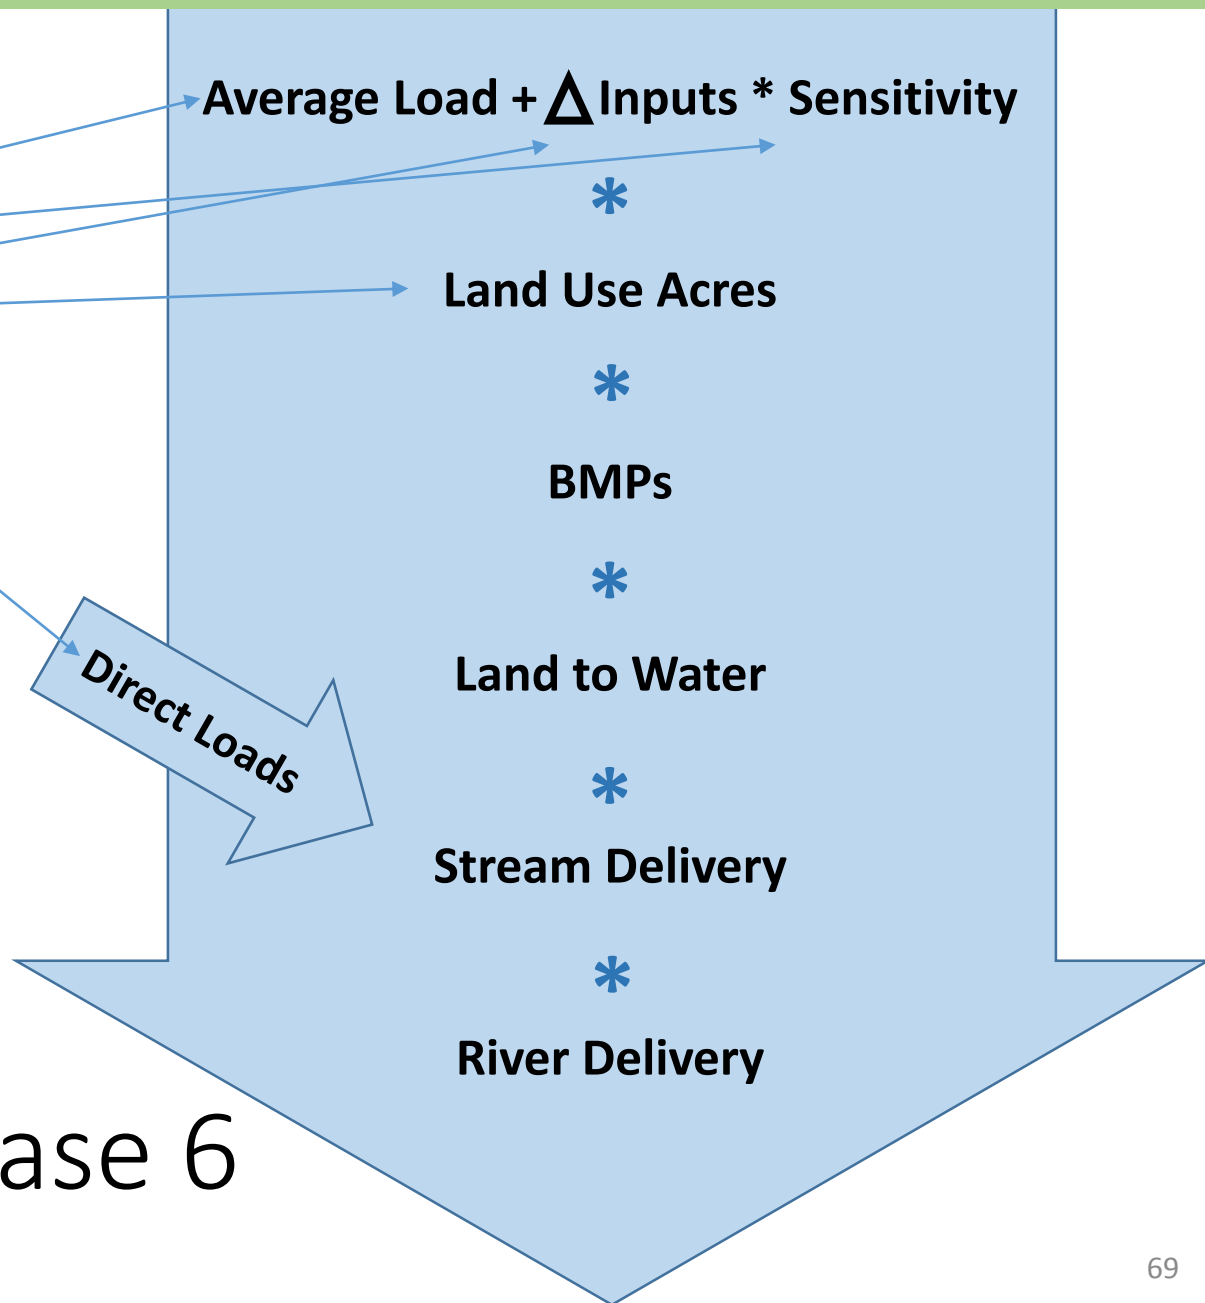 Average Load + Δ Inputs * Sensitivity
*
Land Use Acres
*
BMPs
*
Land to Water
*
Direct Loads
Stream Delivery
*
River Delivery
ase 6
69